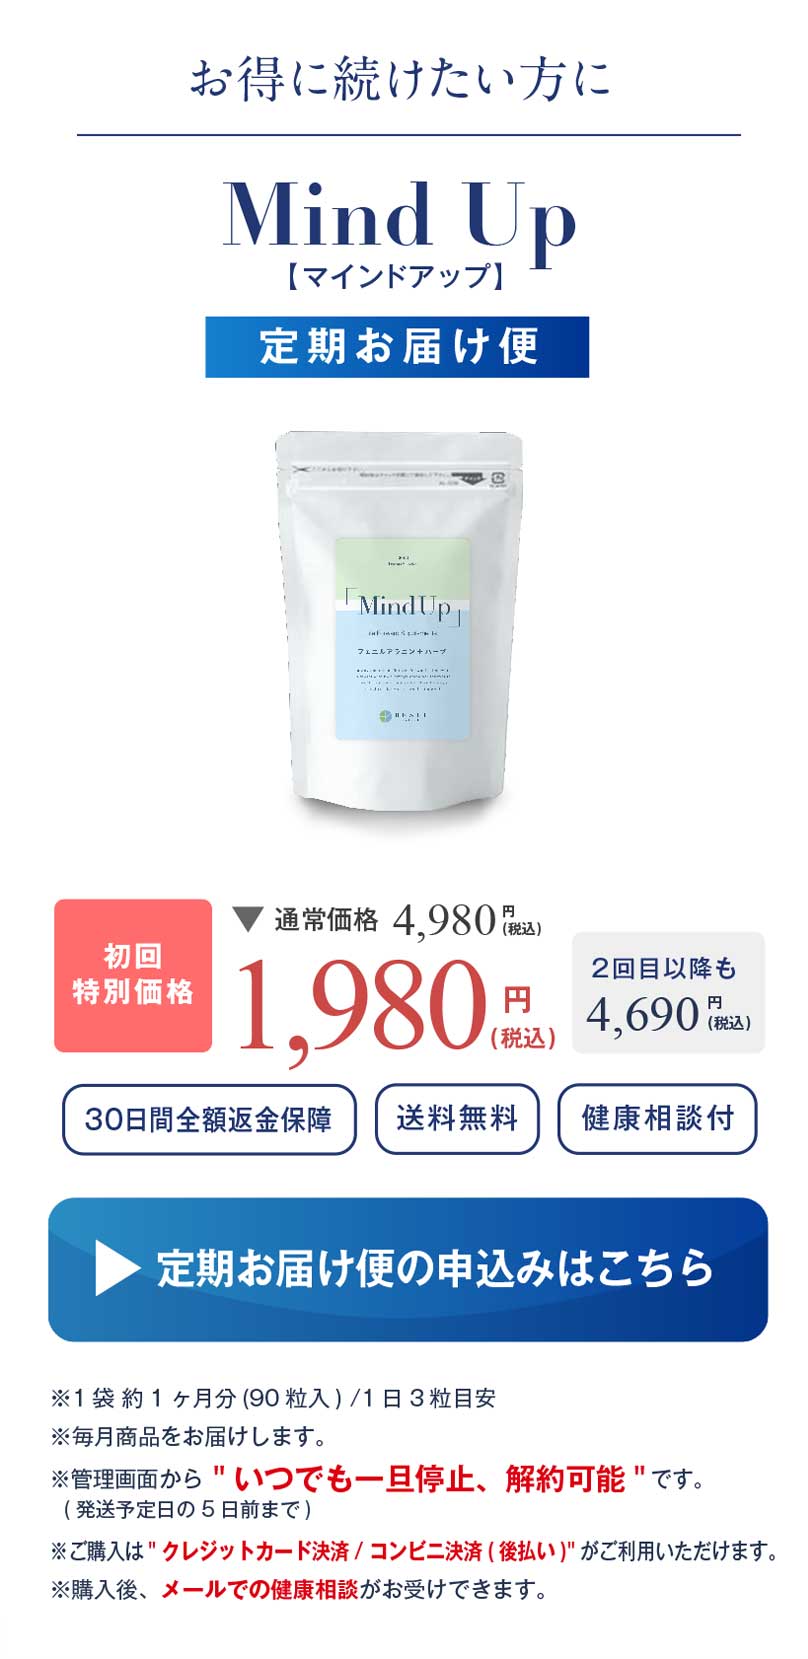 お得に続けたい方に
Mind Up
【マインドアップ】
定期お届け便
「Mind Up」
フェニルアラニン+ハーブ
▼ 通常価格 4,980円(税込)
初回
特別価格
1,980円(税込)
2回目以降も
4,690円(税込)
30日間全額返金保障
送料無料
健康相談付
▶ 定期お届け便の申込みはこちら
※1袋 約1ヶ月分(90粒入) /1日3粒目安
※毎月商品をお届けします。
※管理画面から "いつでも一旦停止、解約可能" です。
(発送予定日の5日前まで)
※ご購入は"クレジットカード決済/コンビニ決済(後払い)"がご利用いただけます。
※購入後、メールでの健康相談がお受けできます。